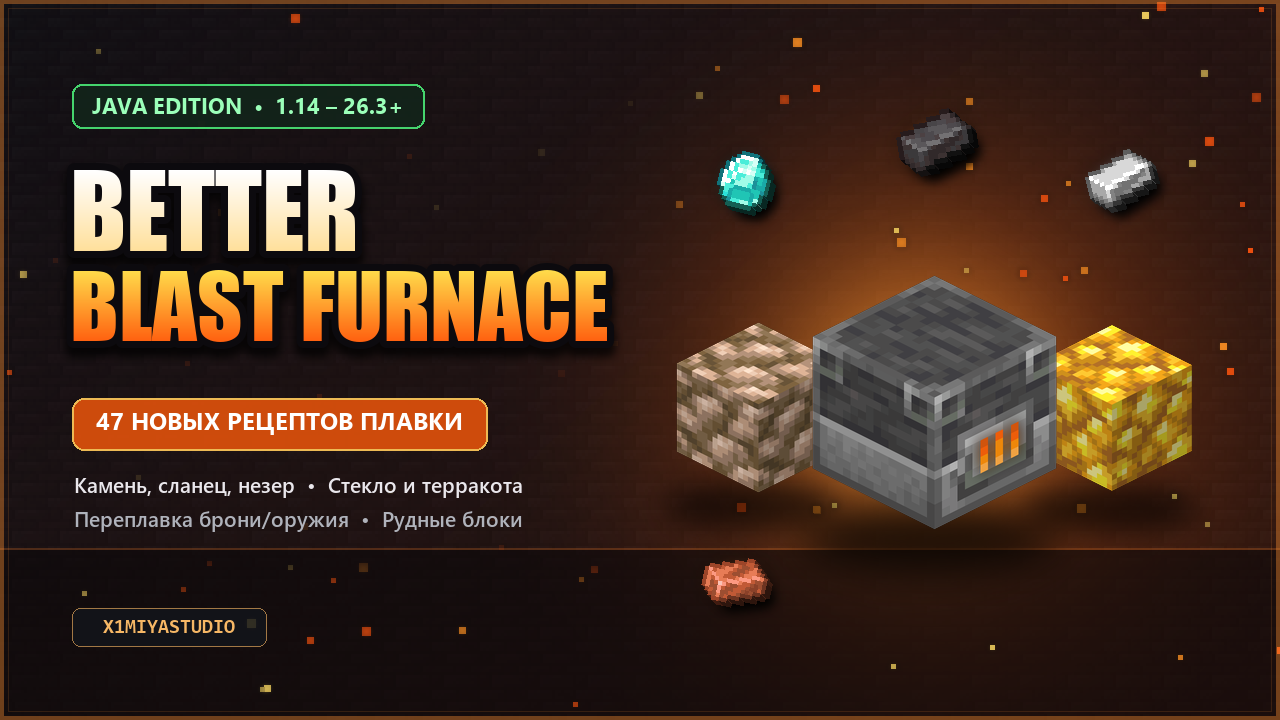 JAVA EDITION • 1.14 – 26.3+
BETTER
BLAST FURNACE
47 НОВЫХ РЕЦЕПТОВ ПЛАВКИ
Камень, сланец, незер • Стекло и терракота
Переплавка брони/оружия • Рудные блоки
X1MIYASTUDIO